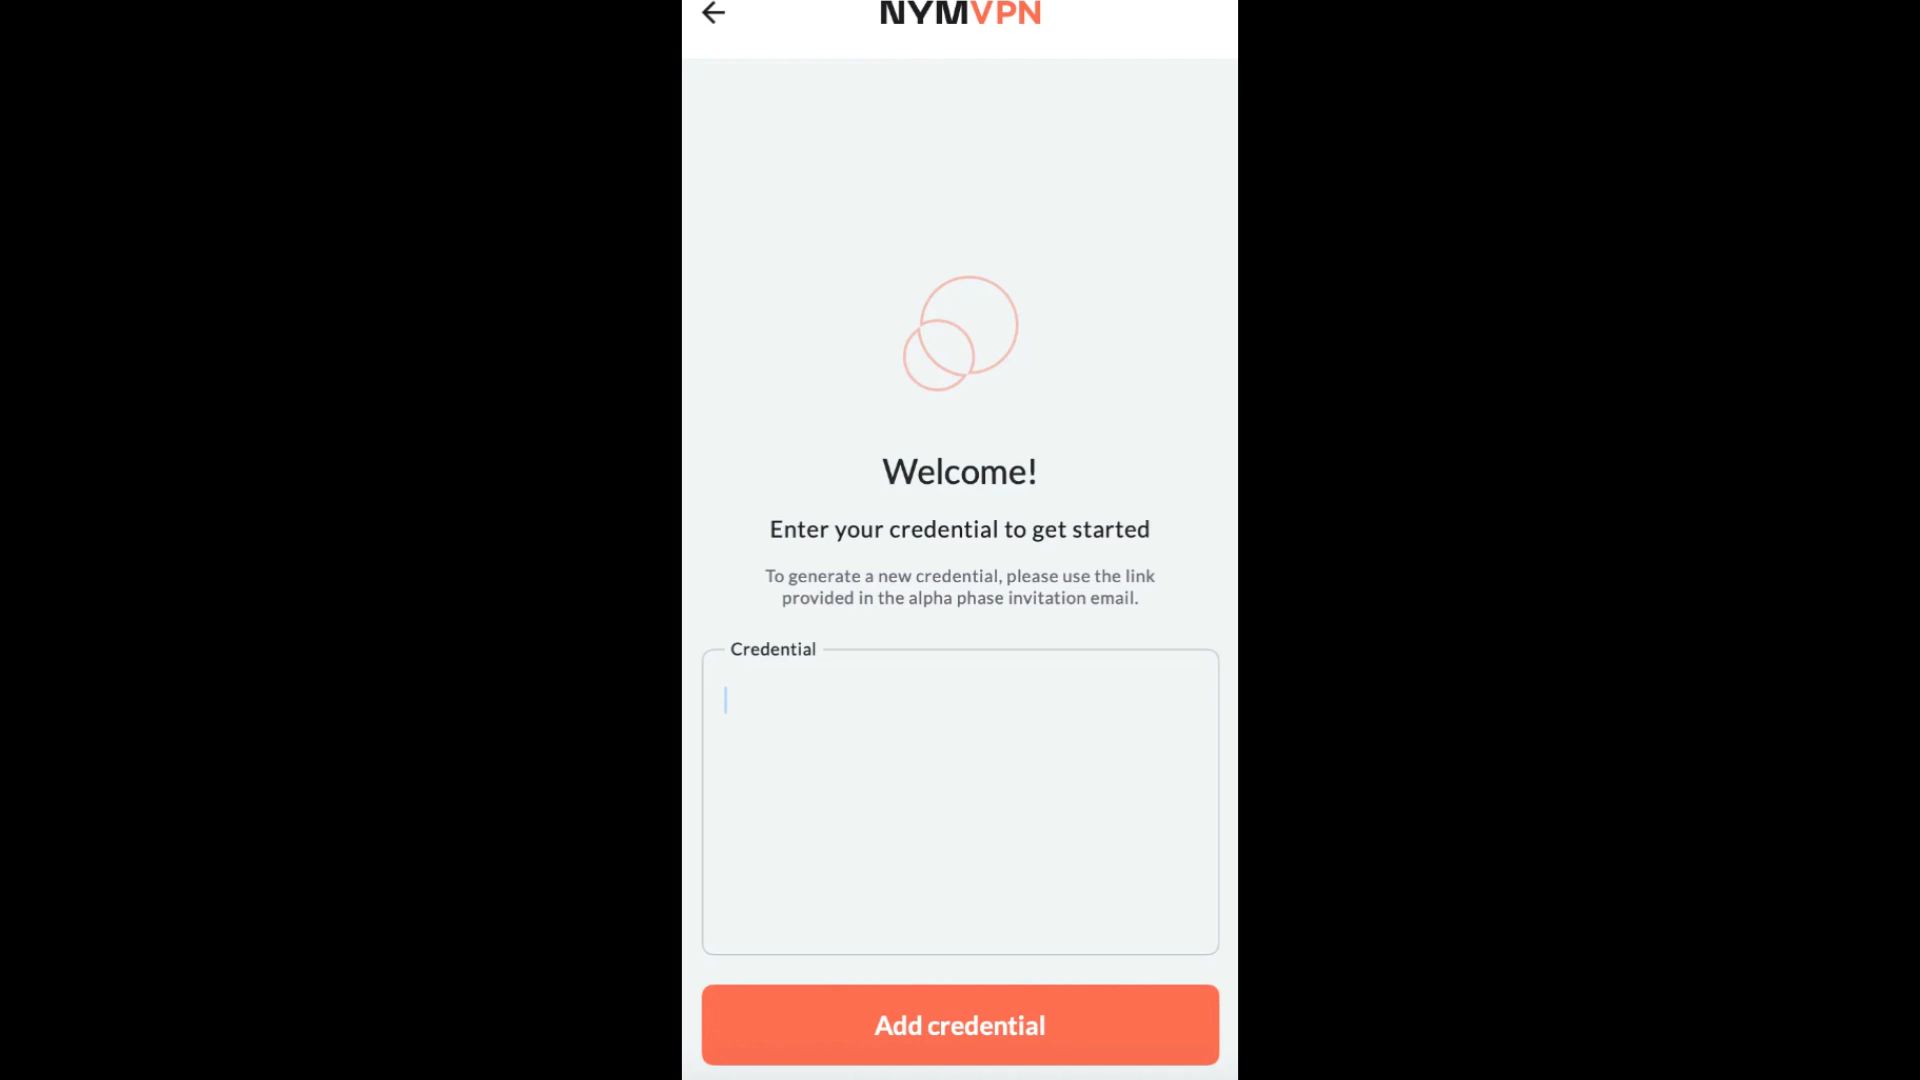 NYMVPN
Welcome!
Enter your credential to get started
To generate a new credential, please use the link
provided in the alpha phase invitation email.
Credential
Add credential